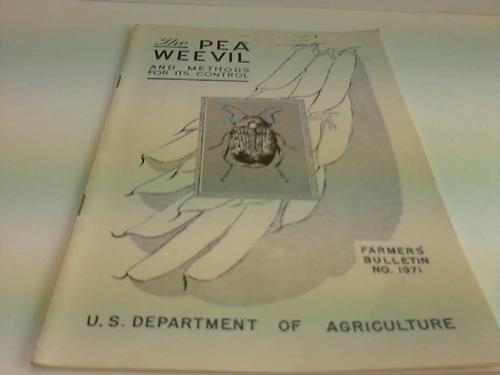 The PEA
WEEVIL
AND METHODS
FOR ITS CONTROL
FARMERS'
BULLETIN
NO. 1971
U.S. DEPARTMENT OF AGRICULTURE